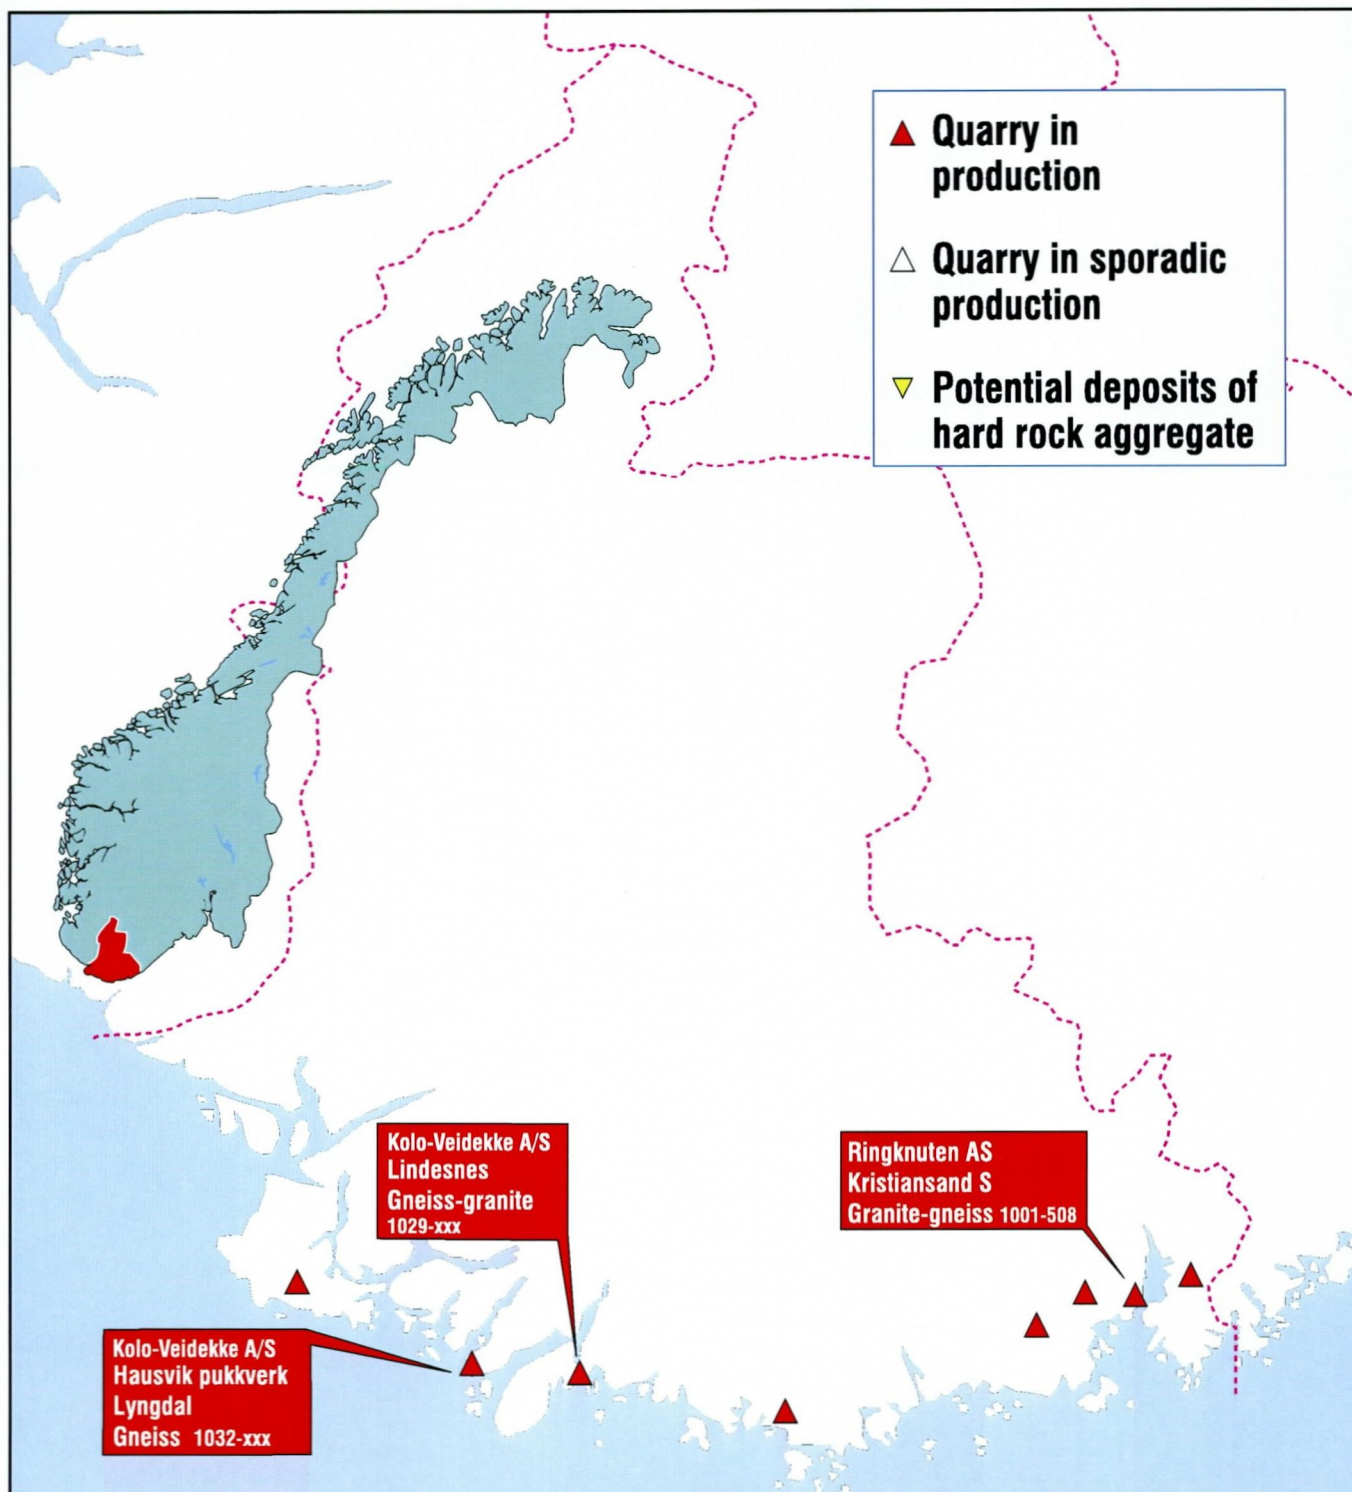 Quarry in
production
Quarry in sporadic
production
Potential deposits of
hard rock aggregate
Kolo-Veidekke A/S
Lindesnes
Gneiss-granite
1029-xxx
Ringknuten AS
Kristiansand S
Granite-gneiss 1001-508
Kolo-Veidekke A/S
Hausvik pukkverk
Lyngdal
Gneiss 1032-xxx